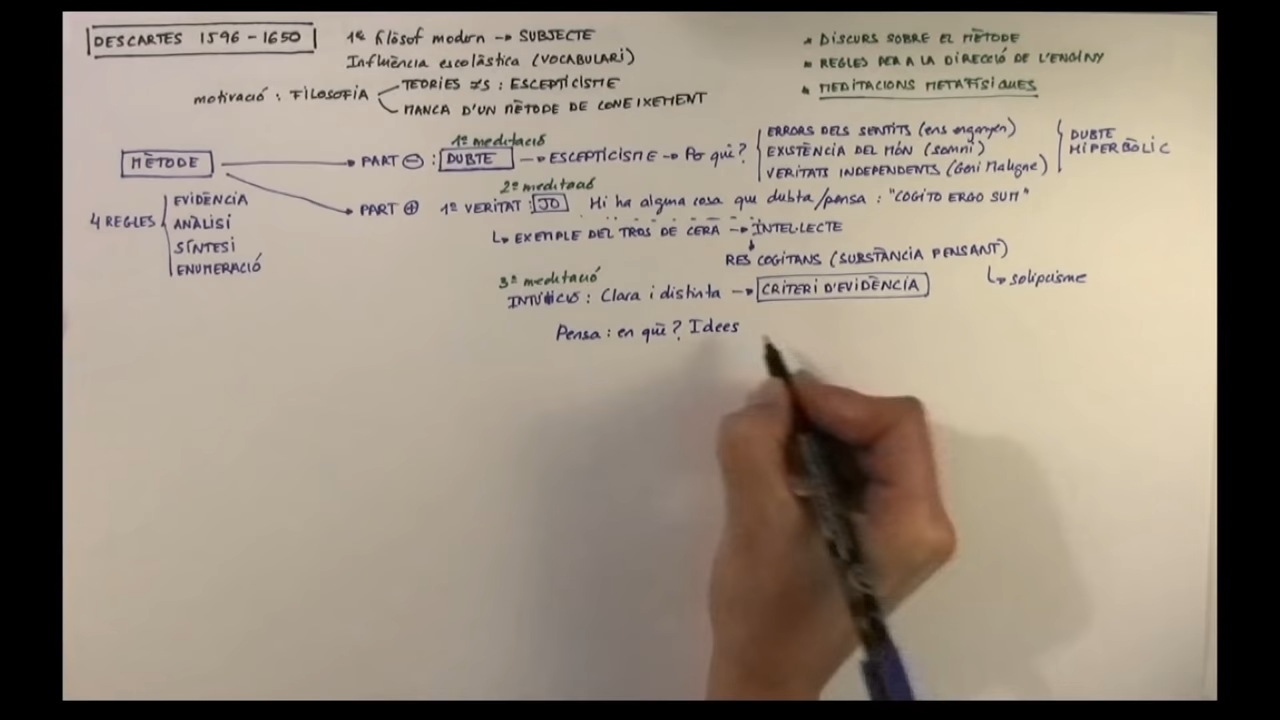 DESCARTES 1596-1650
1er filòsof modern → SUBJECTE
Influència escolàstica (VOCABULARI)
motivació : FILOSOFIA
TEORIES ≠S : ESCEPTICISME
MANCA D'UN MÈTODE DE CONEIXEMENT
DISCURS SOBRE EL MÈTODE
REGLES PER A LA DIRECCIÓ DE L'ENGINY
MEDITACIONS METAFÍSIQUES
MÈTODE
4 REGLES
EVIDÈNCIA
ANÀLISI
SÍNTESI
ENUMERACIÓ
1ª meditació
PART ⊖ : DUBTE → ESCEPTICISME → Per què?
ERRORS DELS SENTITS (ens enganyen)
EXISTÈNCIA DEL MÓN (somni)
VERITATS INDEPENDENTS (Geni Maligne)
DUBTE
HIPERBÒLIC
2ª meditació
PART ⊕ 1ª VERITAT : JO Hi ha alguna cosa que dubta/pensa : "COGITO ERGO SUM"
↳ EXEMPLE DEL TROS DE CERA → INTEL·LECTE
RES COGITANS (SUBSTÀNCIA PENSANT)
↳ solipcisme
3ª meditació
INTUÏCIÓ : Clara i distinta → CRITERI D'EVIDÈNCIA
Pensa : en què? Idees